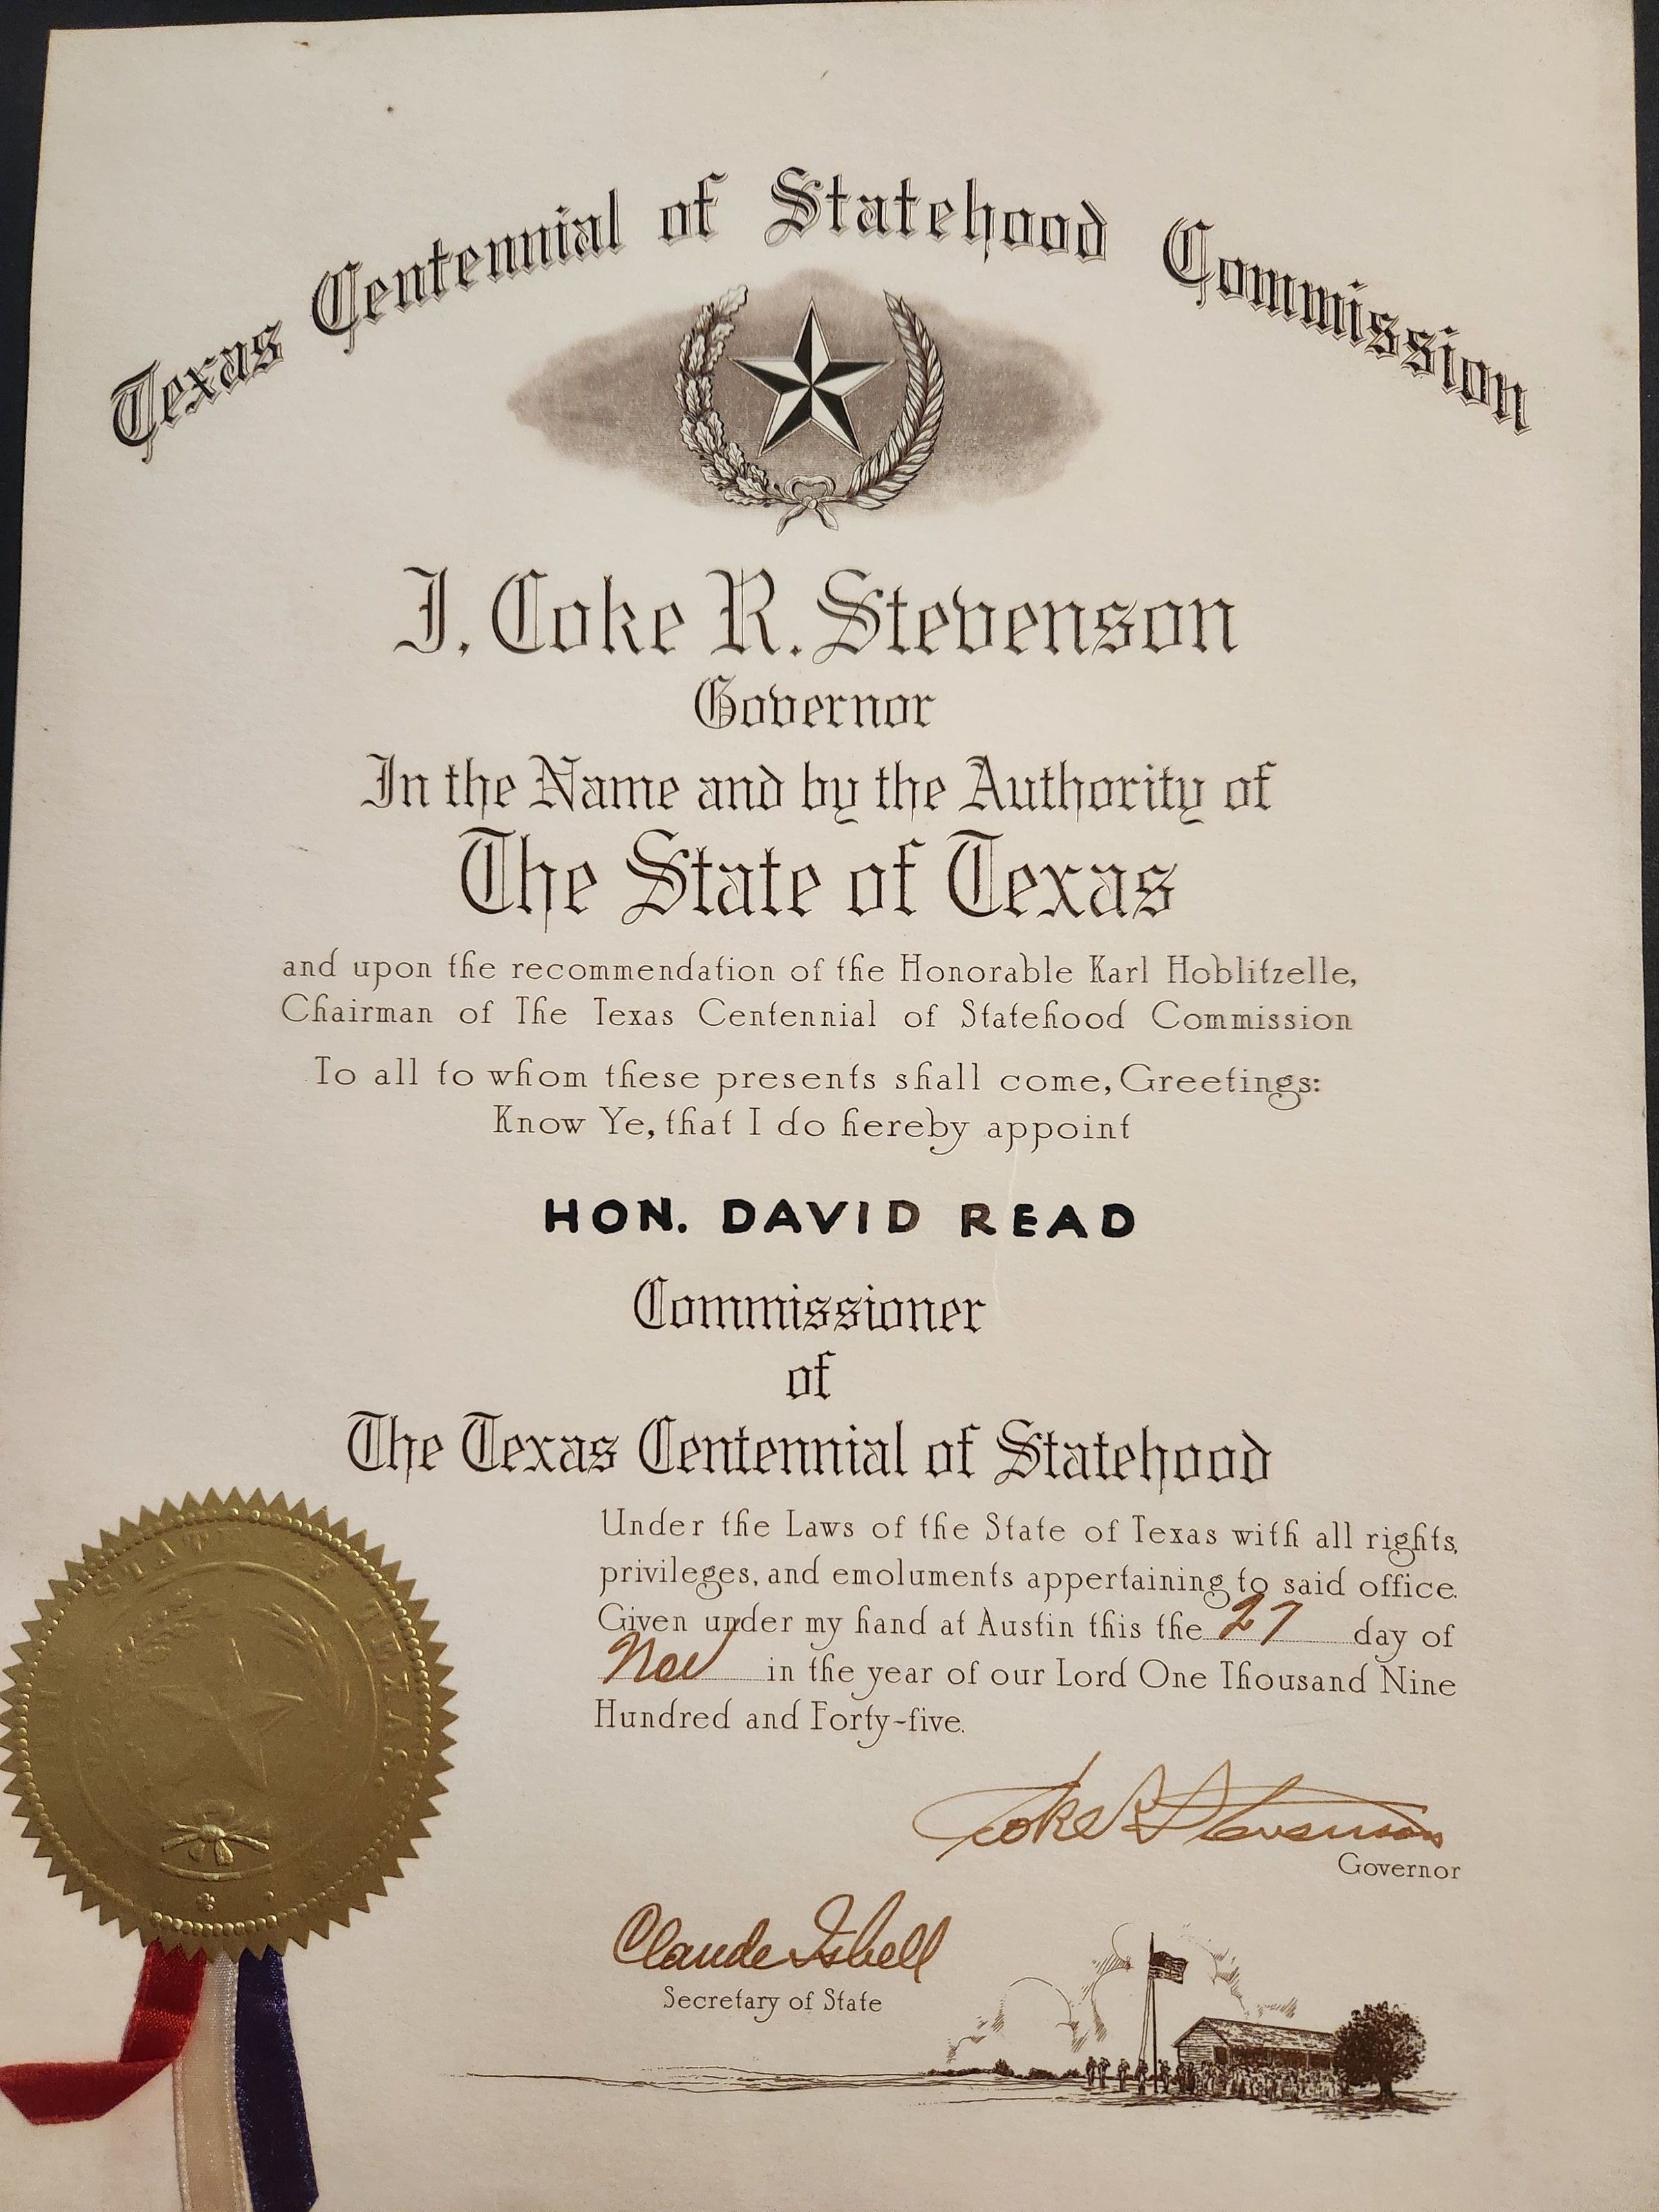 Texas Centennial of Statehood Commission
I, Coke R. Stevenson
Governor
In the Name and by the Authority of
The State of Texas
and upon the recommendation of the Honorable Karl Hoblitzelle,
Chairman of The Texas Centennial of Statehood Commission
To all to whom these presents shall come, Greetings:
Know Ye, that I do hereby appoint
HON. DAVID READ
Commissioner
of
The Texas Centennial of Statehood
Under the Laws of the State of Texas with all rights,
privileges, and emoluments appertaining to said office.
Given under my hand at Austin this the 27 day of
Nov in the year of our Lord One Thousand Nine
Hundred and Forty-five.
Coke R Stevenson
Governor
Claude Isbell
Secretary of State
STATE OF TEXAS